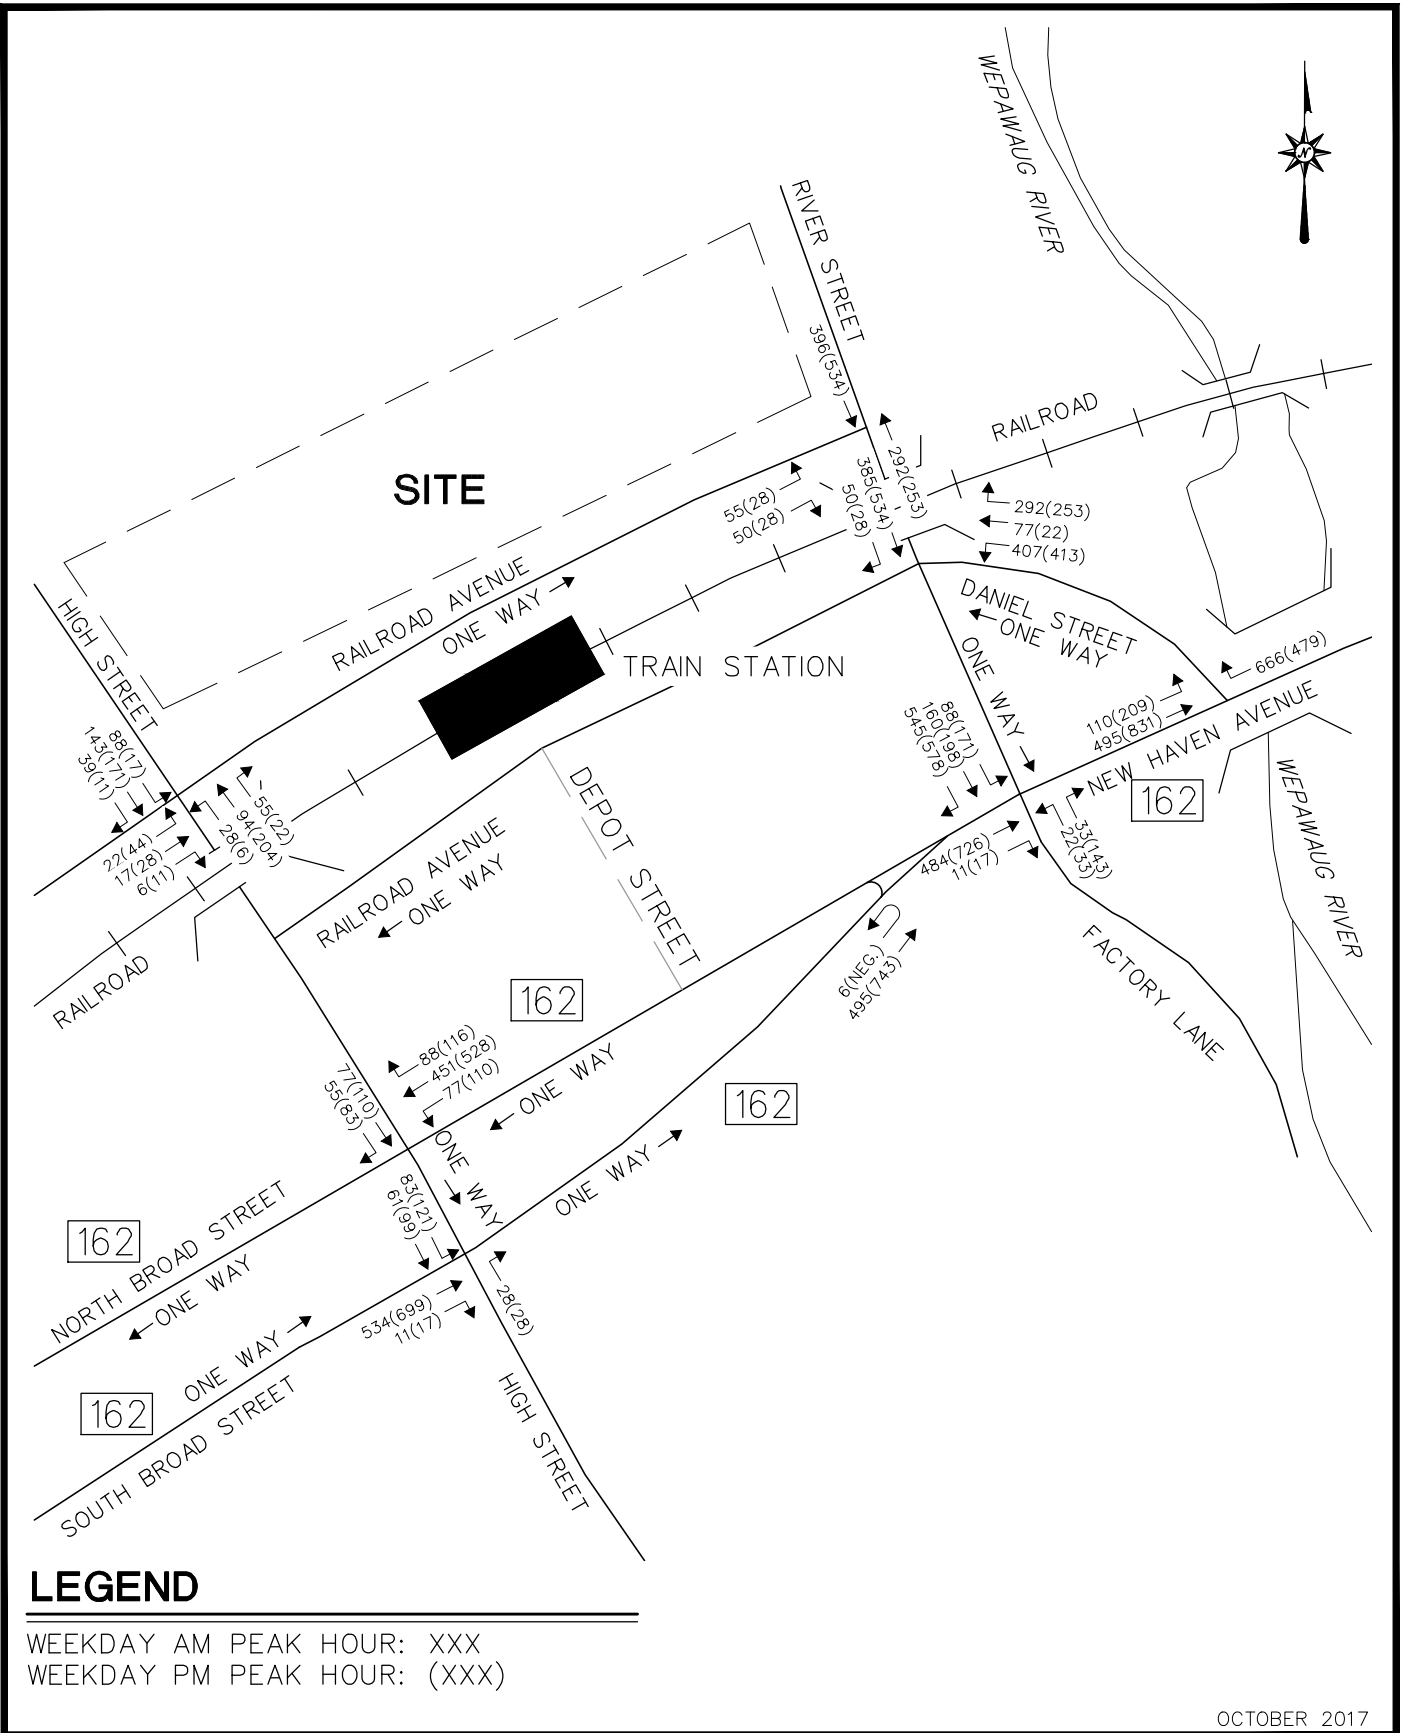 WEPAWAUG RIVER
N
RIVER STREET
396(534)
RAILROAD
292(253)
385(534)
50(28)
55(28)
50(28)
292(253)
77(22)
407(413)
SITE
RAILROAD AVENUE
ONE WAY
TRAIN STATION
DANIEL STREET
ONE WAY
ONE WAY
666(479)
110(209)
495(831)
NEW HAVEN AVENUE
162
HIGH STREET
88(17)
143(171)
39(11)
55(22)
94(204)
28(6)
22(44)
17(28)
6(11)
88(171)
160(198)
545(578)
484(726)
11(17)
33(143)
22(33)
DEPOT STREET
WEPAWAUG RIVER
RAILROAD AVENUE
ONE WAY
RAILROAD
6(NEG.)
495(743)
FACTORY LANE
162
88(116)
451(528)
77(110)
77(110)
55(83)
ONE WAY
162
ONE WAY
83(121)
61(99)
ONE WAY
162
NORTH BROAD STREET
ONE WAY
534(699)
11(17)
28(28)
ONE WAY
162
SOUTH BROAD STREET
HIGH STREET
LEGEND
WEEKDAY AM PEAK HOUR: XXX
WEEKDAY PM PEAK HOUR: (XXX)
OCTOBER 2017